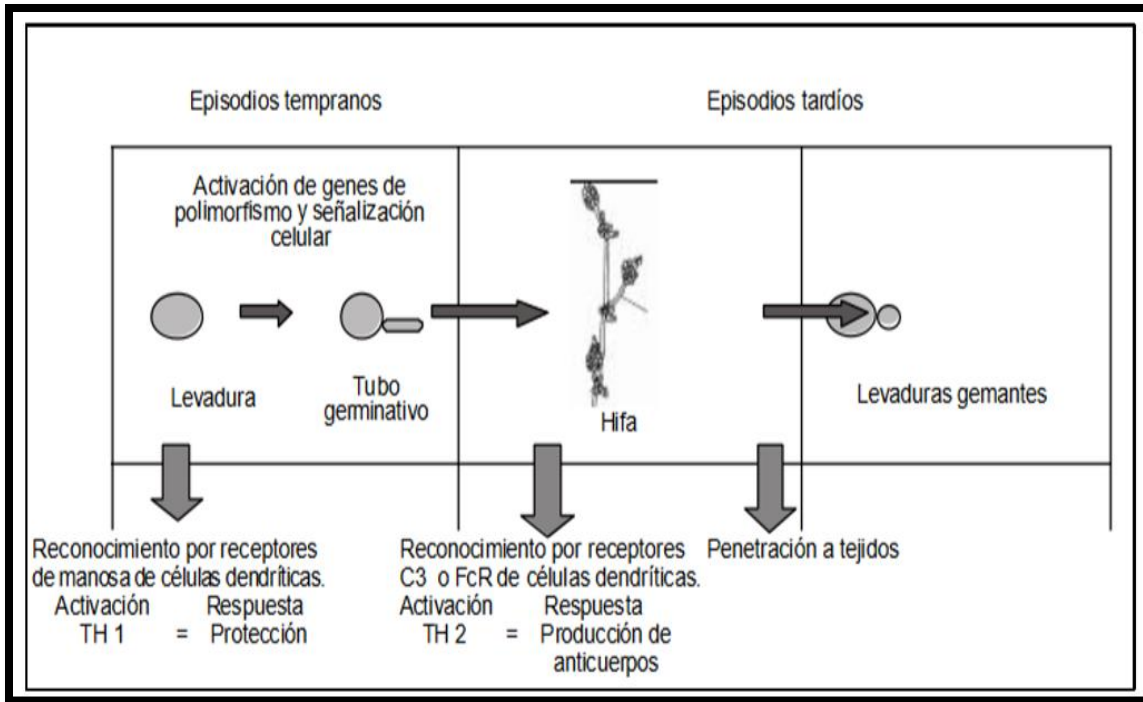 Episodios tempranos
Episodios tardíos
Activación de genes de
polimorfismo y señalización
celular
Levadura
Tubo
germinativo
Hifa
Levaduras gemantes
Reconocimiento por receptores
de manosa de células dendríticas.
Activación Respuesta
TH 1 = Protección
Reconocimiento por receptores
C3 o FcR de células dendríticas.
Activación Respuesta
TH 2 = Producción de
anticuerpos
Penetración a tejidos